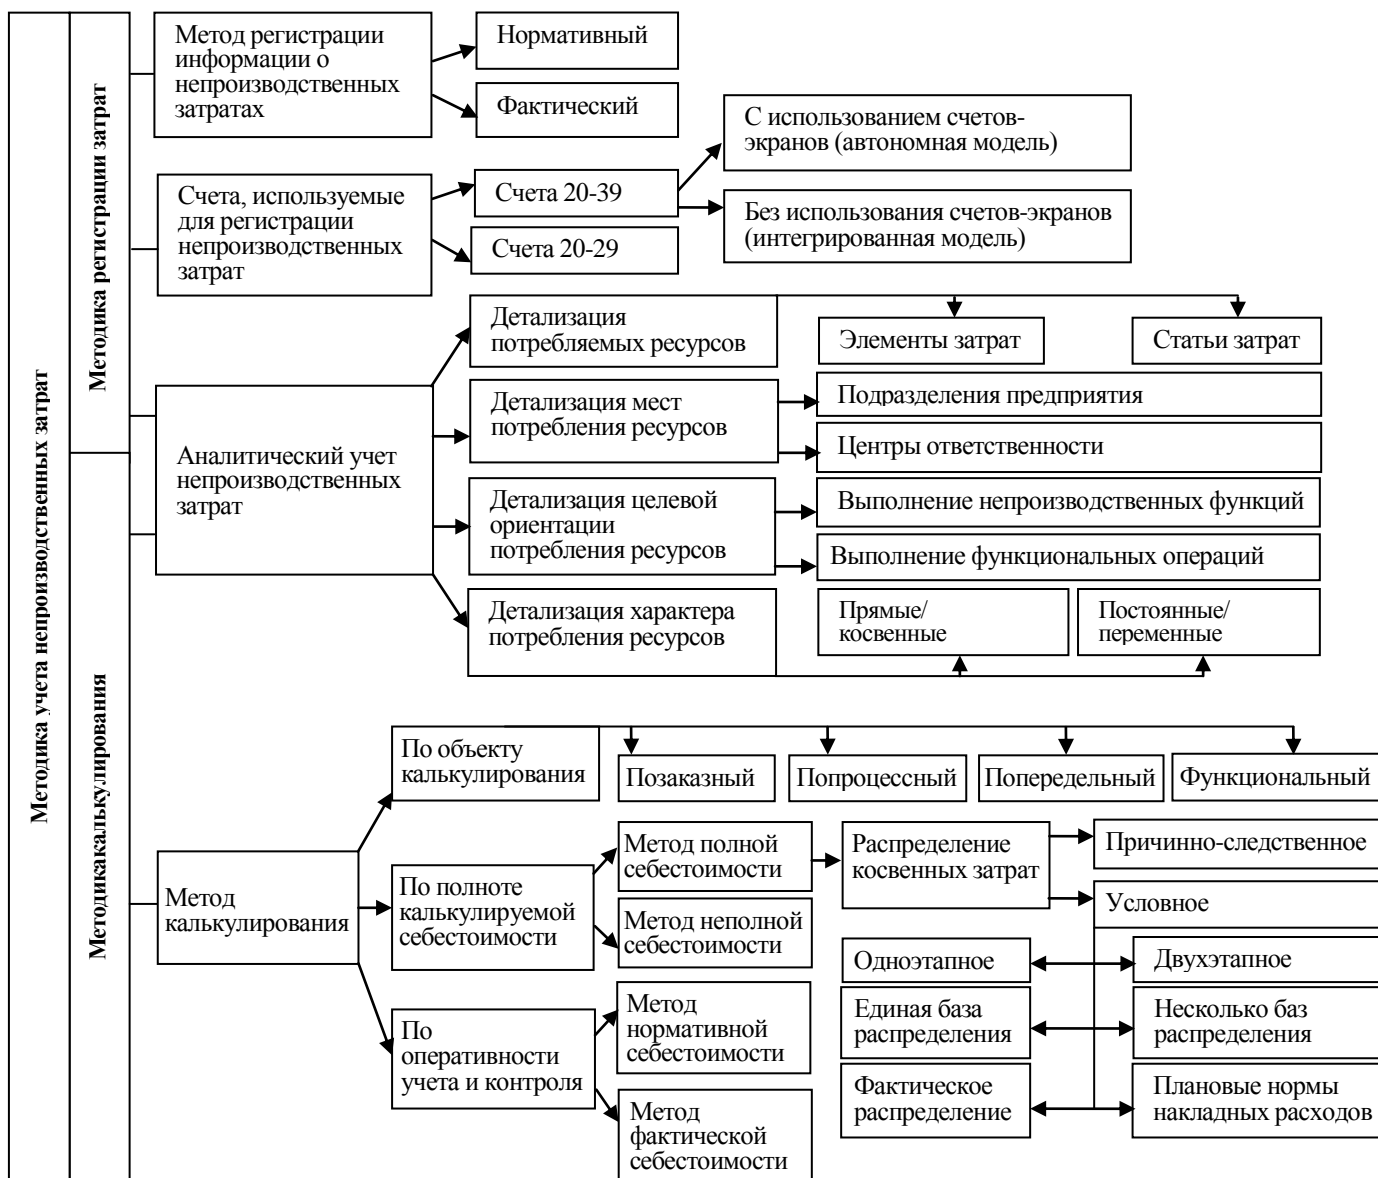 Методика учета непроизводственных затрат
Методика регистрации затрат
Метод регистрации
информации о
непроизводственных
затратах
Нормативный
Фактический
Счета, используемые
для регистрации
непроизводственных
затрат
Счета 20-39
Счета 20-29
С использованием счетов-
экранов (автономная модель)
Без использования счетов-экранов
(интегрированная модель)
Аналитический учет
непроизводственных
затрат
Детализация
потребляемых ресурсов
Элементы затрат
Статьи затрат
Детализация мест
потребления ресурсов
Подразделения предприятия
Центры ответственности
Детализация целевой
ориентации
потребления ресурсов
Выполнение непроизводственных функций
Выполнение функциональных операций
Детализация характера
потребления ресурсов
Прямые/
косвенные
Постоянные/
переменные
Методикакалькулирования
Метод
калькулирования
По объекту
калькулирования
Позаказный
Попроцессный
Попередельный
Функциональный
По полноте
калькулируемой
себестоимости
Метод полной
себестоимости
Метод неполной
себестоимости
Распределение
косвенных затрат
Причинно-следственное
Условное
Одноэтапное
Двухэтапное
Единая база
распределения
Несколько баз
распределения
Фактическое
распределение
Плановые нормы
накладных расходов
По
оперативности
учета и контроля
Метод
нормативной
себестоимости
Метод
фактической
себестоимости